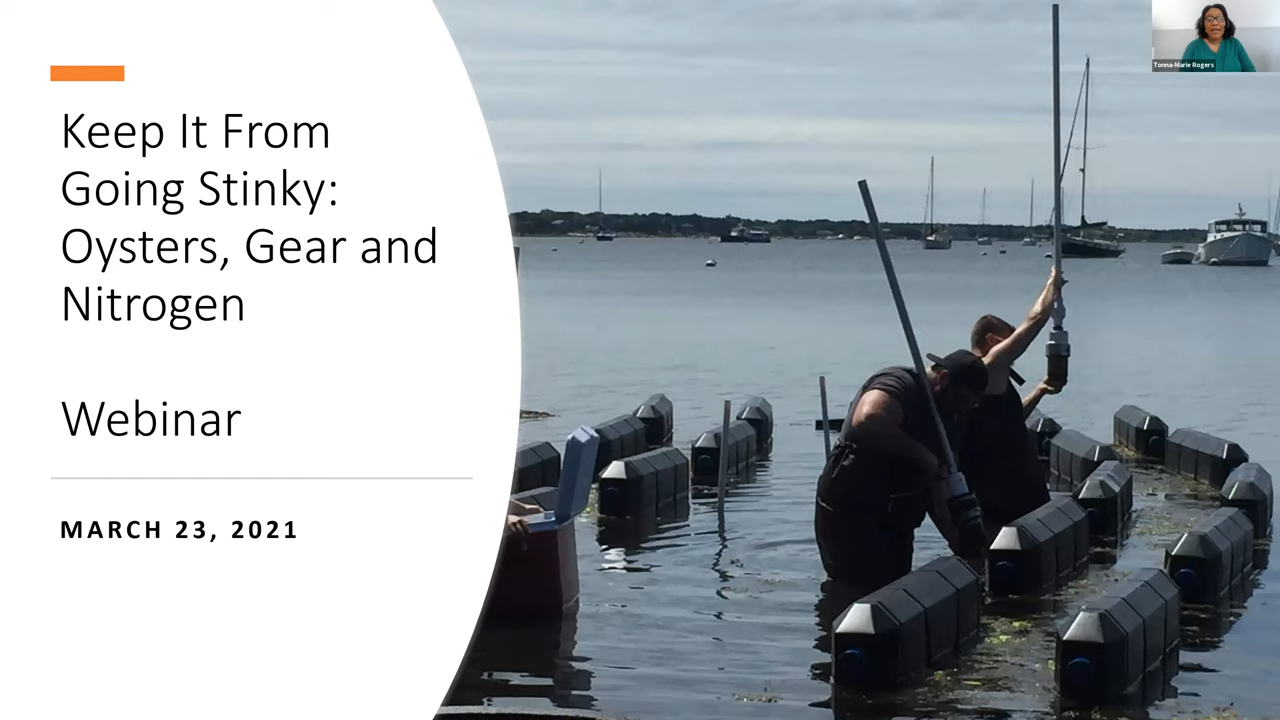 Keep It From
Going Stinky:
Oysters, Gear and
Nitrogen
Webinar
MARCH 23, 2021
Tonna-Marie Rogers